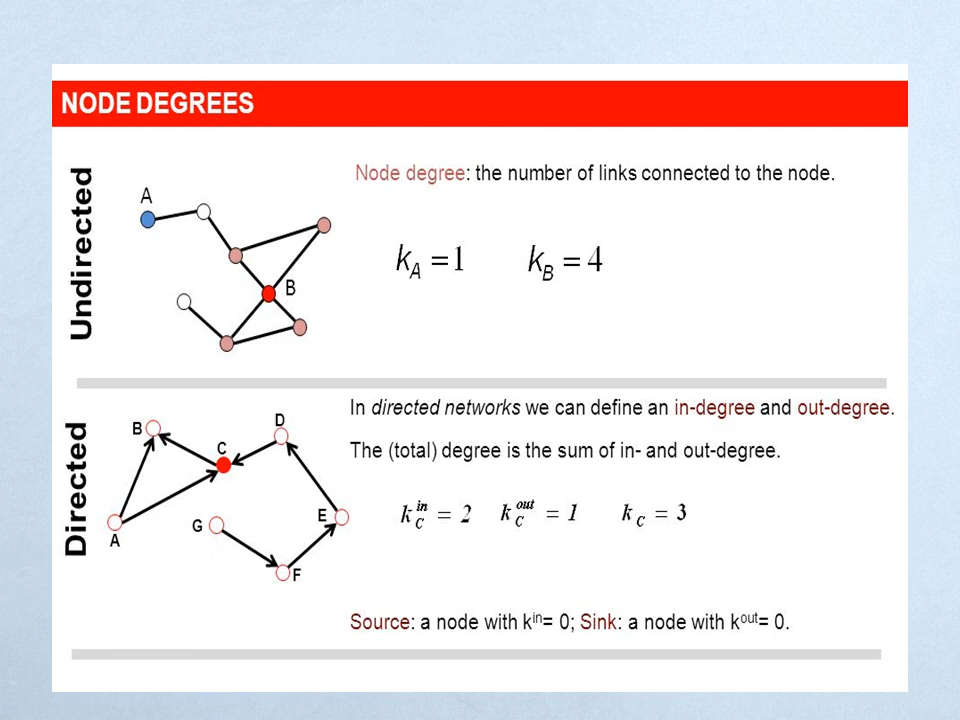 NODE DEGREES
Undirected
A
B
Node degree: the number of links connected to the node.
k_A = 1
k_B = 4
Directed
A
B
C
D
E
F
G
In directed networks we can define an in-degree and out-degree.
The (total) degree is the sum of in- and out-degree.
k_C^in = 2
k_C^out = 1
k_C = 3
Source: a node with k^in= 0; Sink: a node with k^out= 0.